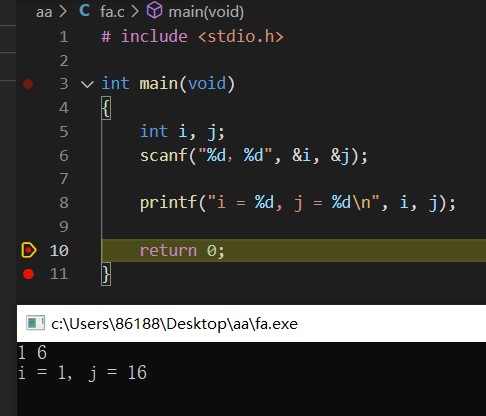 aa > C fa.c > main(void)
1 # include <stdio.h>
2
3 int main(void)
4 {
5 int i, j;
6 scanf("%d，%d", &i, &j);
7
8 printf("i = %d, j = %d\n", i, j);
9
10 return 0;
11 }
c:\Users\86188\Desktop\aa\fa.exe
1 6
i = 1, j = 16